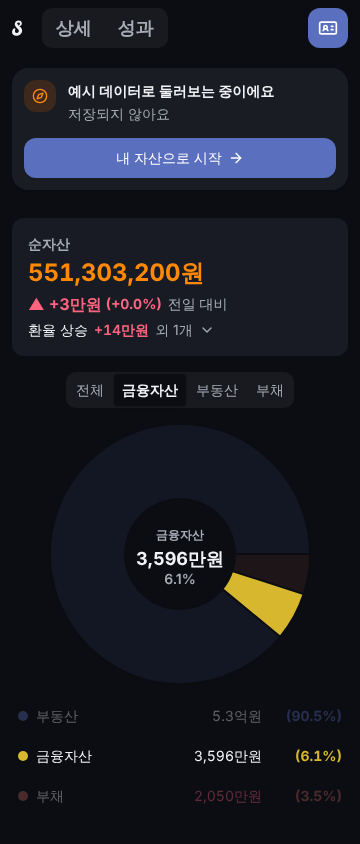 상세 성과
예시 데이터로 둘러보는 중이에요
저장되지 않아요
내 자산으로 시작 →
순자산
551,303,200원
▲ +3만원 (+0.0%) 전일 대비
환율 상승 +14만원 외 1개
전체 금융자산 부동산 부채
금융자산
3,596만원
6.1%
부동산 5.3억원 (90.5%)
금융자산 3,596만원 (6.1%)
부채 2,050만원 (3.5%)